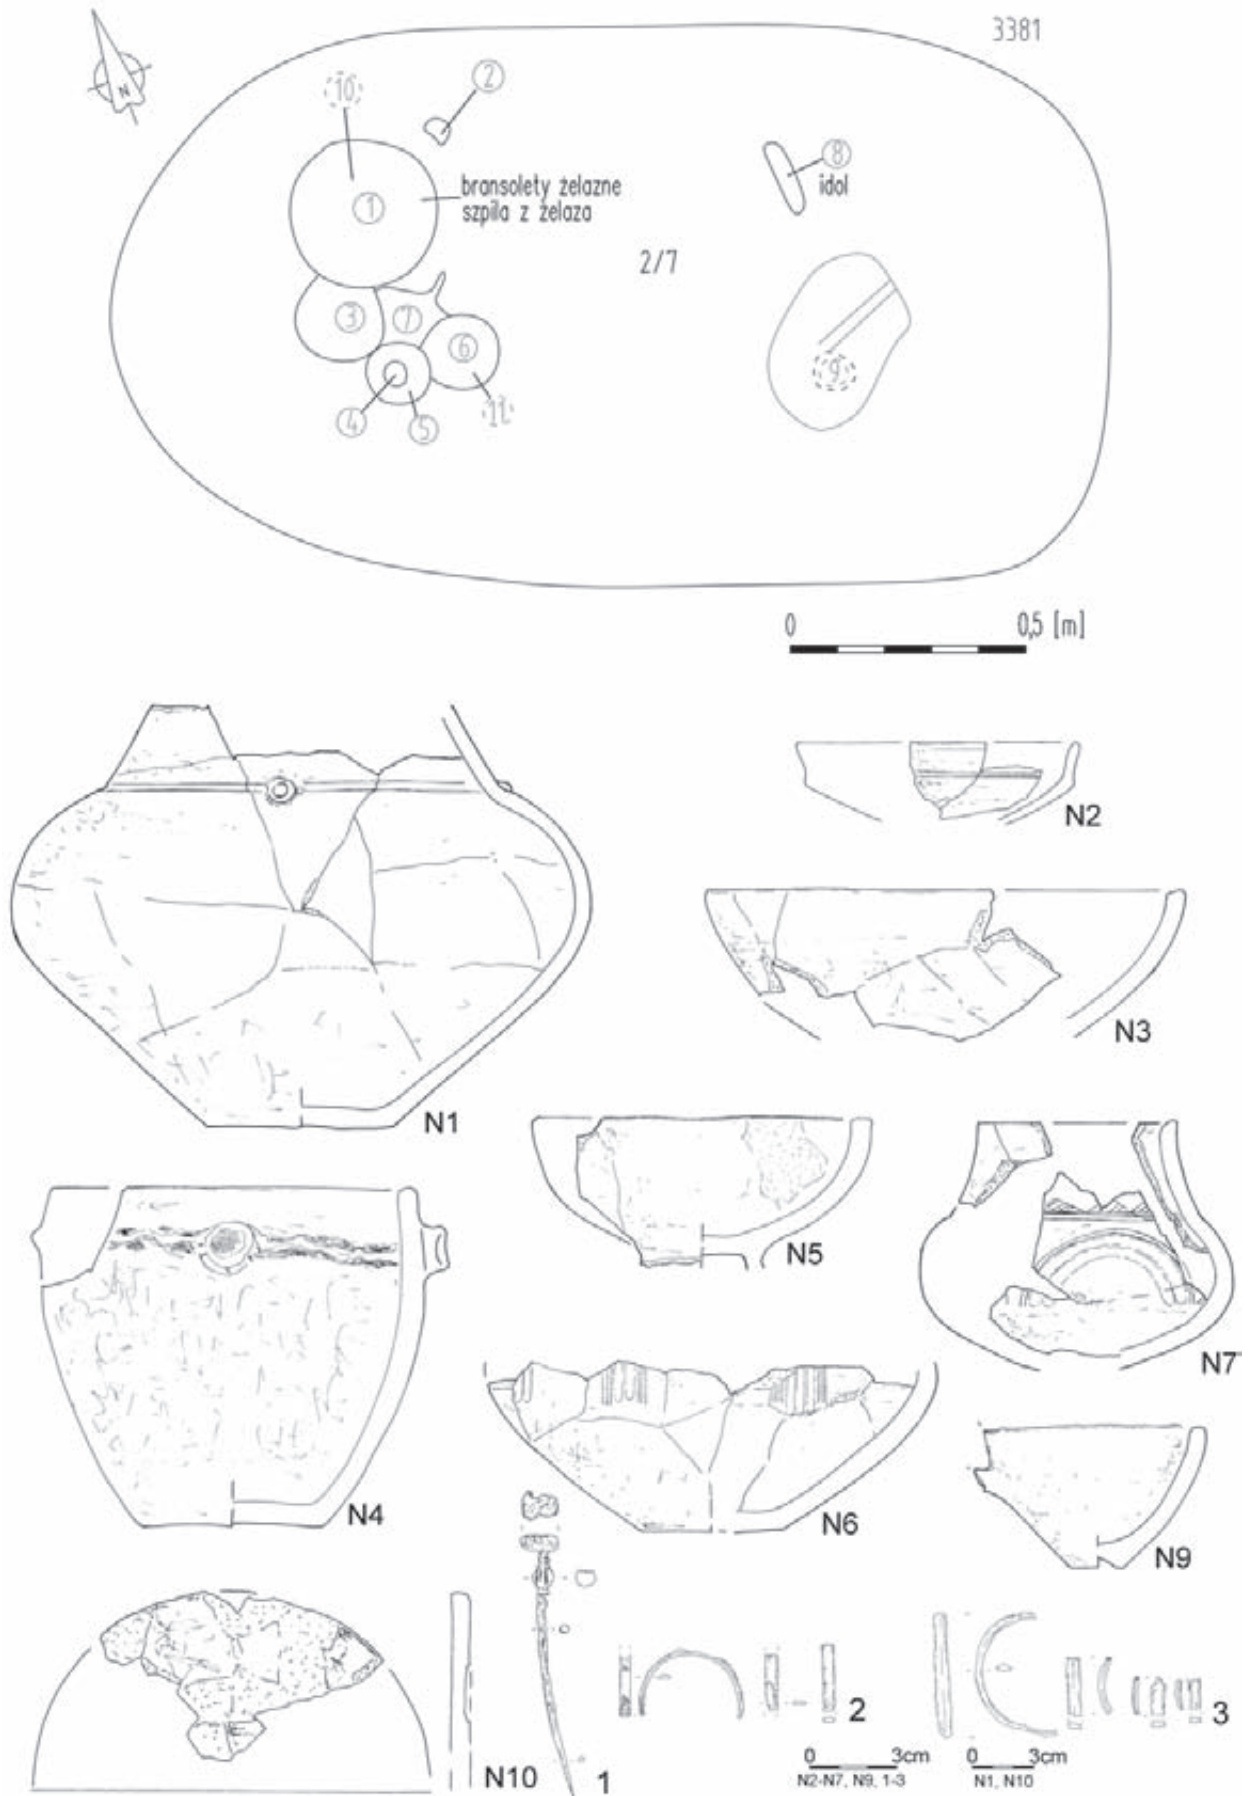 3381
N
10
2
1
bransolety żelazne
szpila z żelaza
8
idol
2/7
3
7
6
9
4
5
11
0 0,5 [m]
N1
N2
N3
N4
N5
N6
N7
N9
N10
1
2
3
0 3cm
N2-N7, N9, 1-3
0 3cm
N1, N10